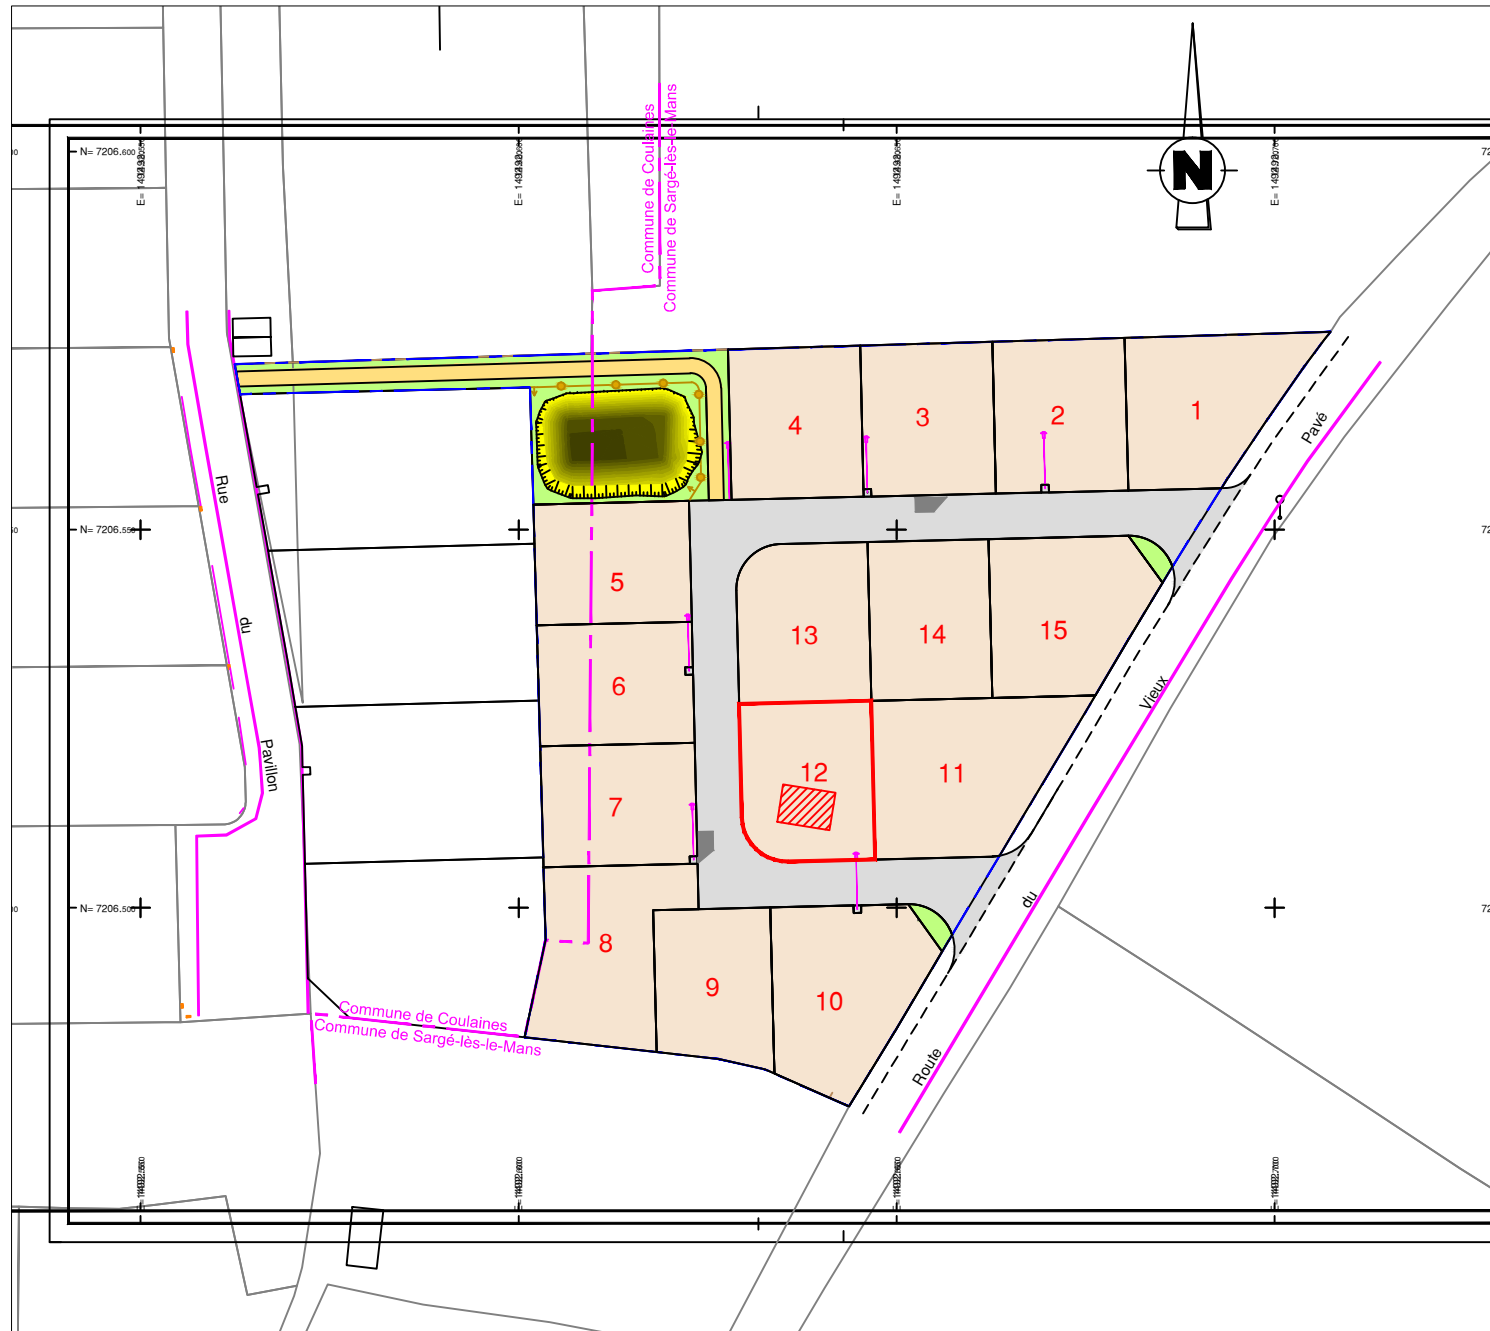 Commune de Coulaines
Commune de Sargé-lès-le-Mans
N
N= 7206.600
Rue
du
Pavillon
4
3
2
1
Pavé
N= 7206.550
5
13
14
15
6
Vieux
12
11
7
N= 7206.500
8
9
10
du
Route
Commune de Coulaines
Commune de Sargé-lès-le-Mans